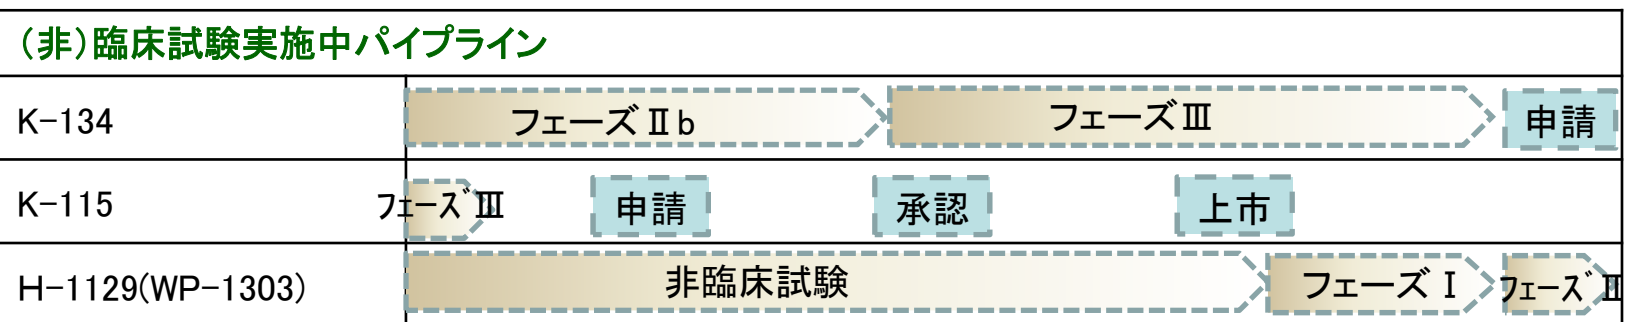 （非）臨床試験実施中パイプライン
K-134 フェーズⅡb フェーズⅢ 申請
K-115 フェーズⅢ 申請 承認 上市
H-1129(WP-1303) 非臨床試験 フェーズⅠ フェーズⅡ